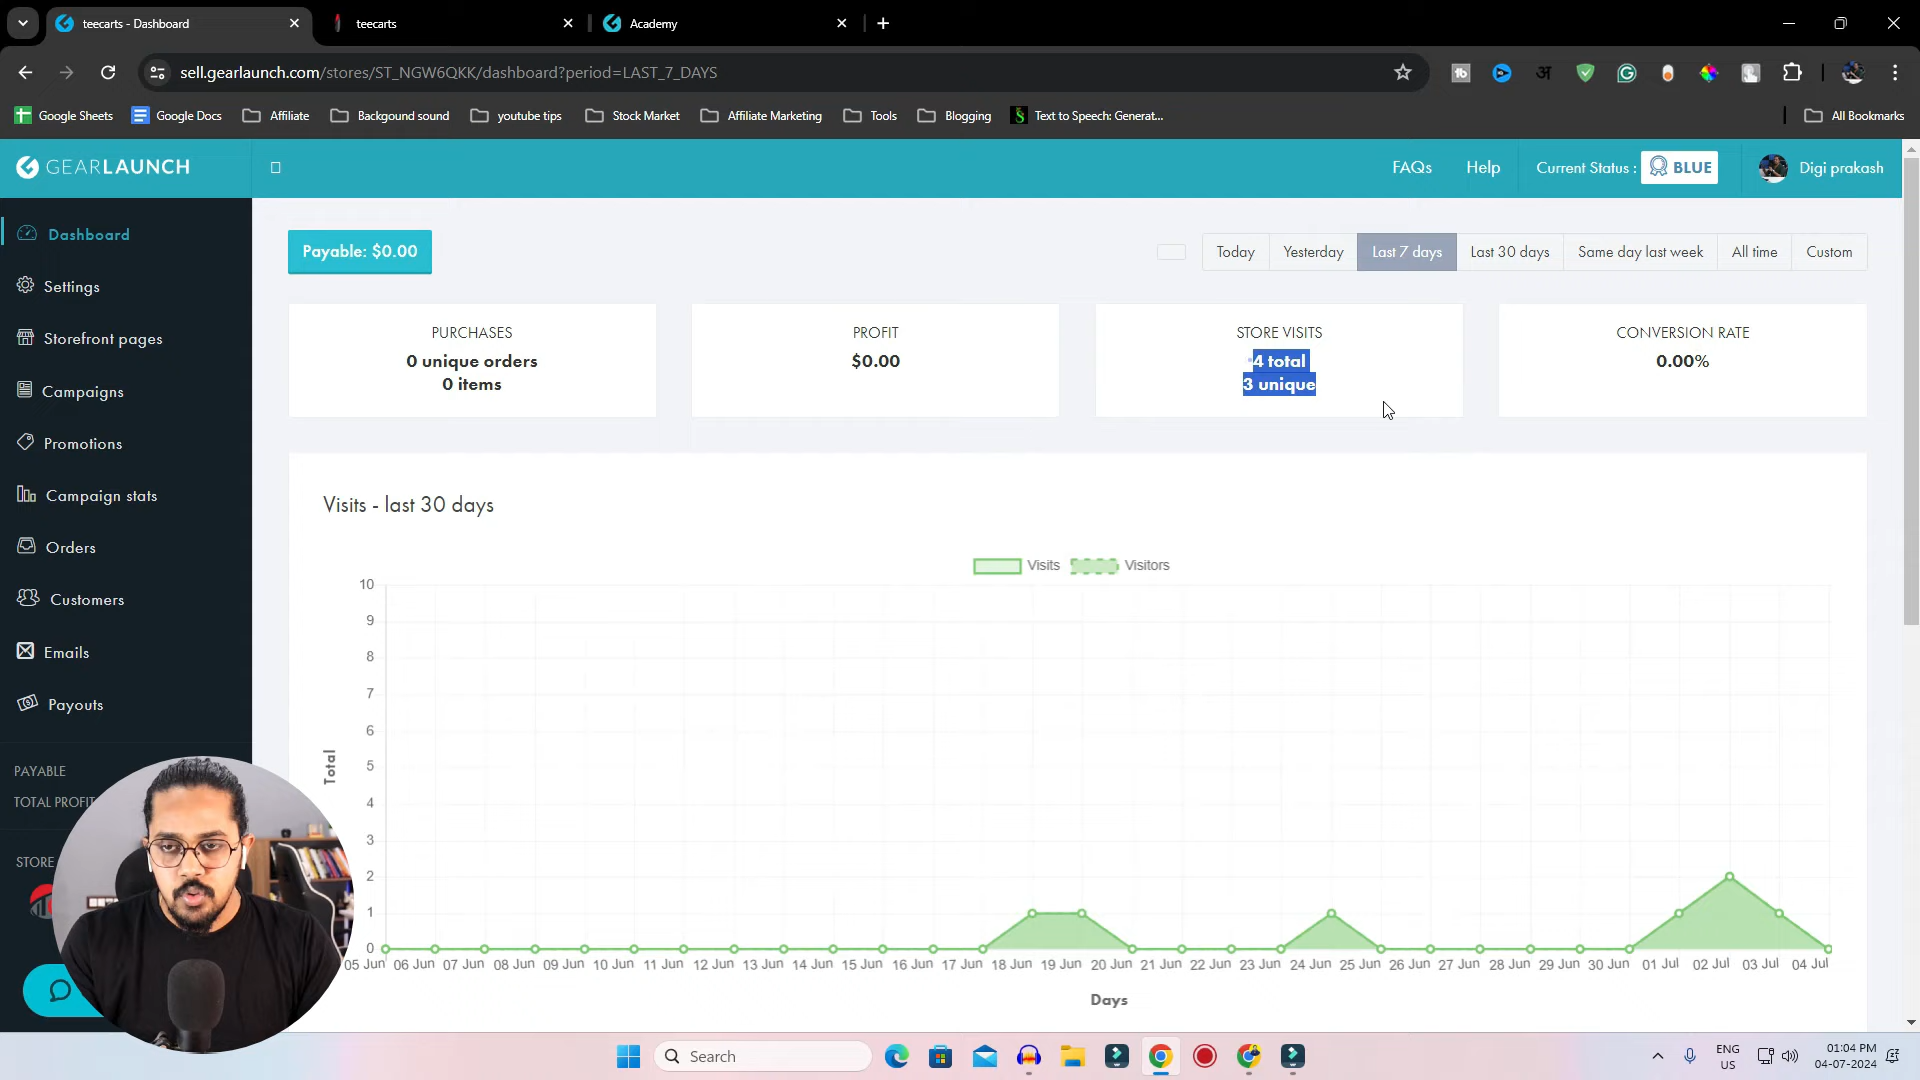 teecarts - Dashboard
teecarts
Academy
sell.gearlaunch.com/stores/ST_NGW6QKK/dashboard?period=LAST_7_DAYS
Google Sheets
Google Docs
Affiliate
Backgound sound
youtube tips
Stock Market
Affiliate Marketing
Tools
Blogging
Text to Speech: Generat...
All Bookmarks
GEARLAUNCH
FAQs
Help
Current Status :
BLUE
Digi prakash
Dashboard
Settings
Storefront pages
Campaigns
Promotions
Campaign stats
Orders
Customers
Emails
Payouts
PAYABLE
TOTAL PROFIT
STORE
Payable: $0.00
Today
Yesterday
Last 7 days
Last 30 days
Same day last week
All time
Custom
PURCHASES
0 unique orders
0 items
PROFIT
$0.00
STORE VISITS
4 total
3 unique
CONVERSION RATE
0.00%
Visits - last 30 days
Visits
Visitors
Total
10
9
8
7
6
5
4
3
2
1
0
05 Jun 06 Jun 07 Jun 08 Jun 09 Jun 10 Jun 11 Jun 12 Jun 13 Jun 14 Jun 15 Jun 16 Jun 17 Jun 18 Jun 19 Jun 20 Jun 21 Jun 22 Jun 23 Jun 24 Jun 25 Jun 26 Jun 27 Jun 28 Jun 29 Jun 30 Jun 01 Jul 02 Jul 03 Jul 04 Jul
Days
Search
ENG
US
01:04 PM
04-07-2024